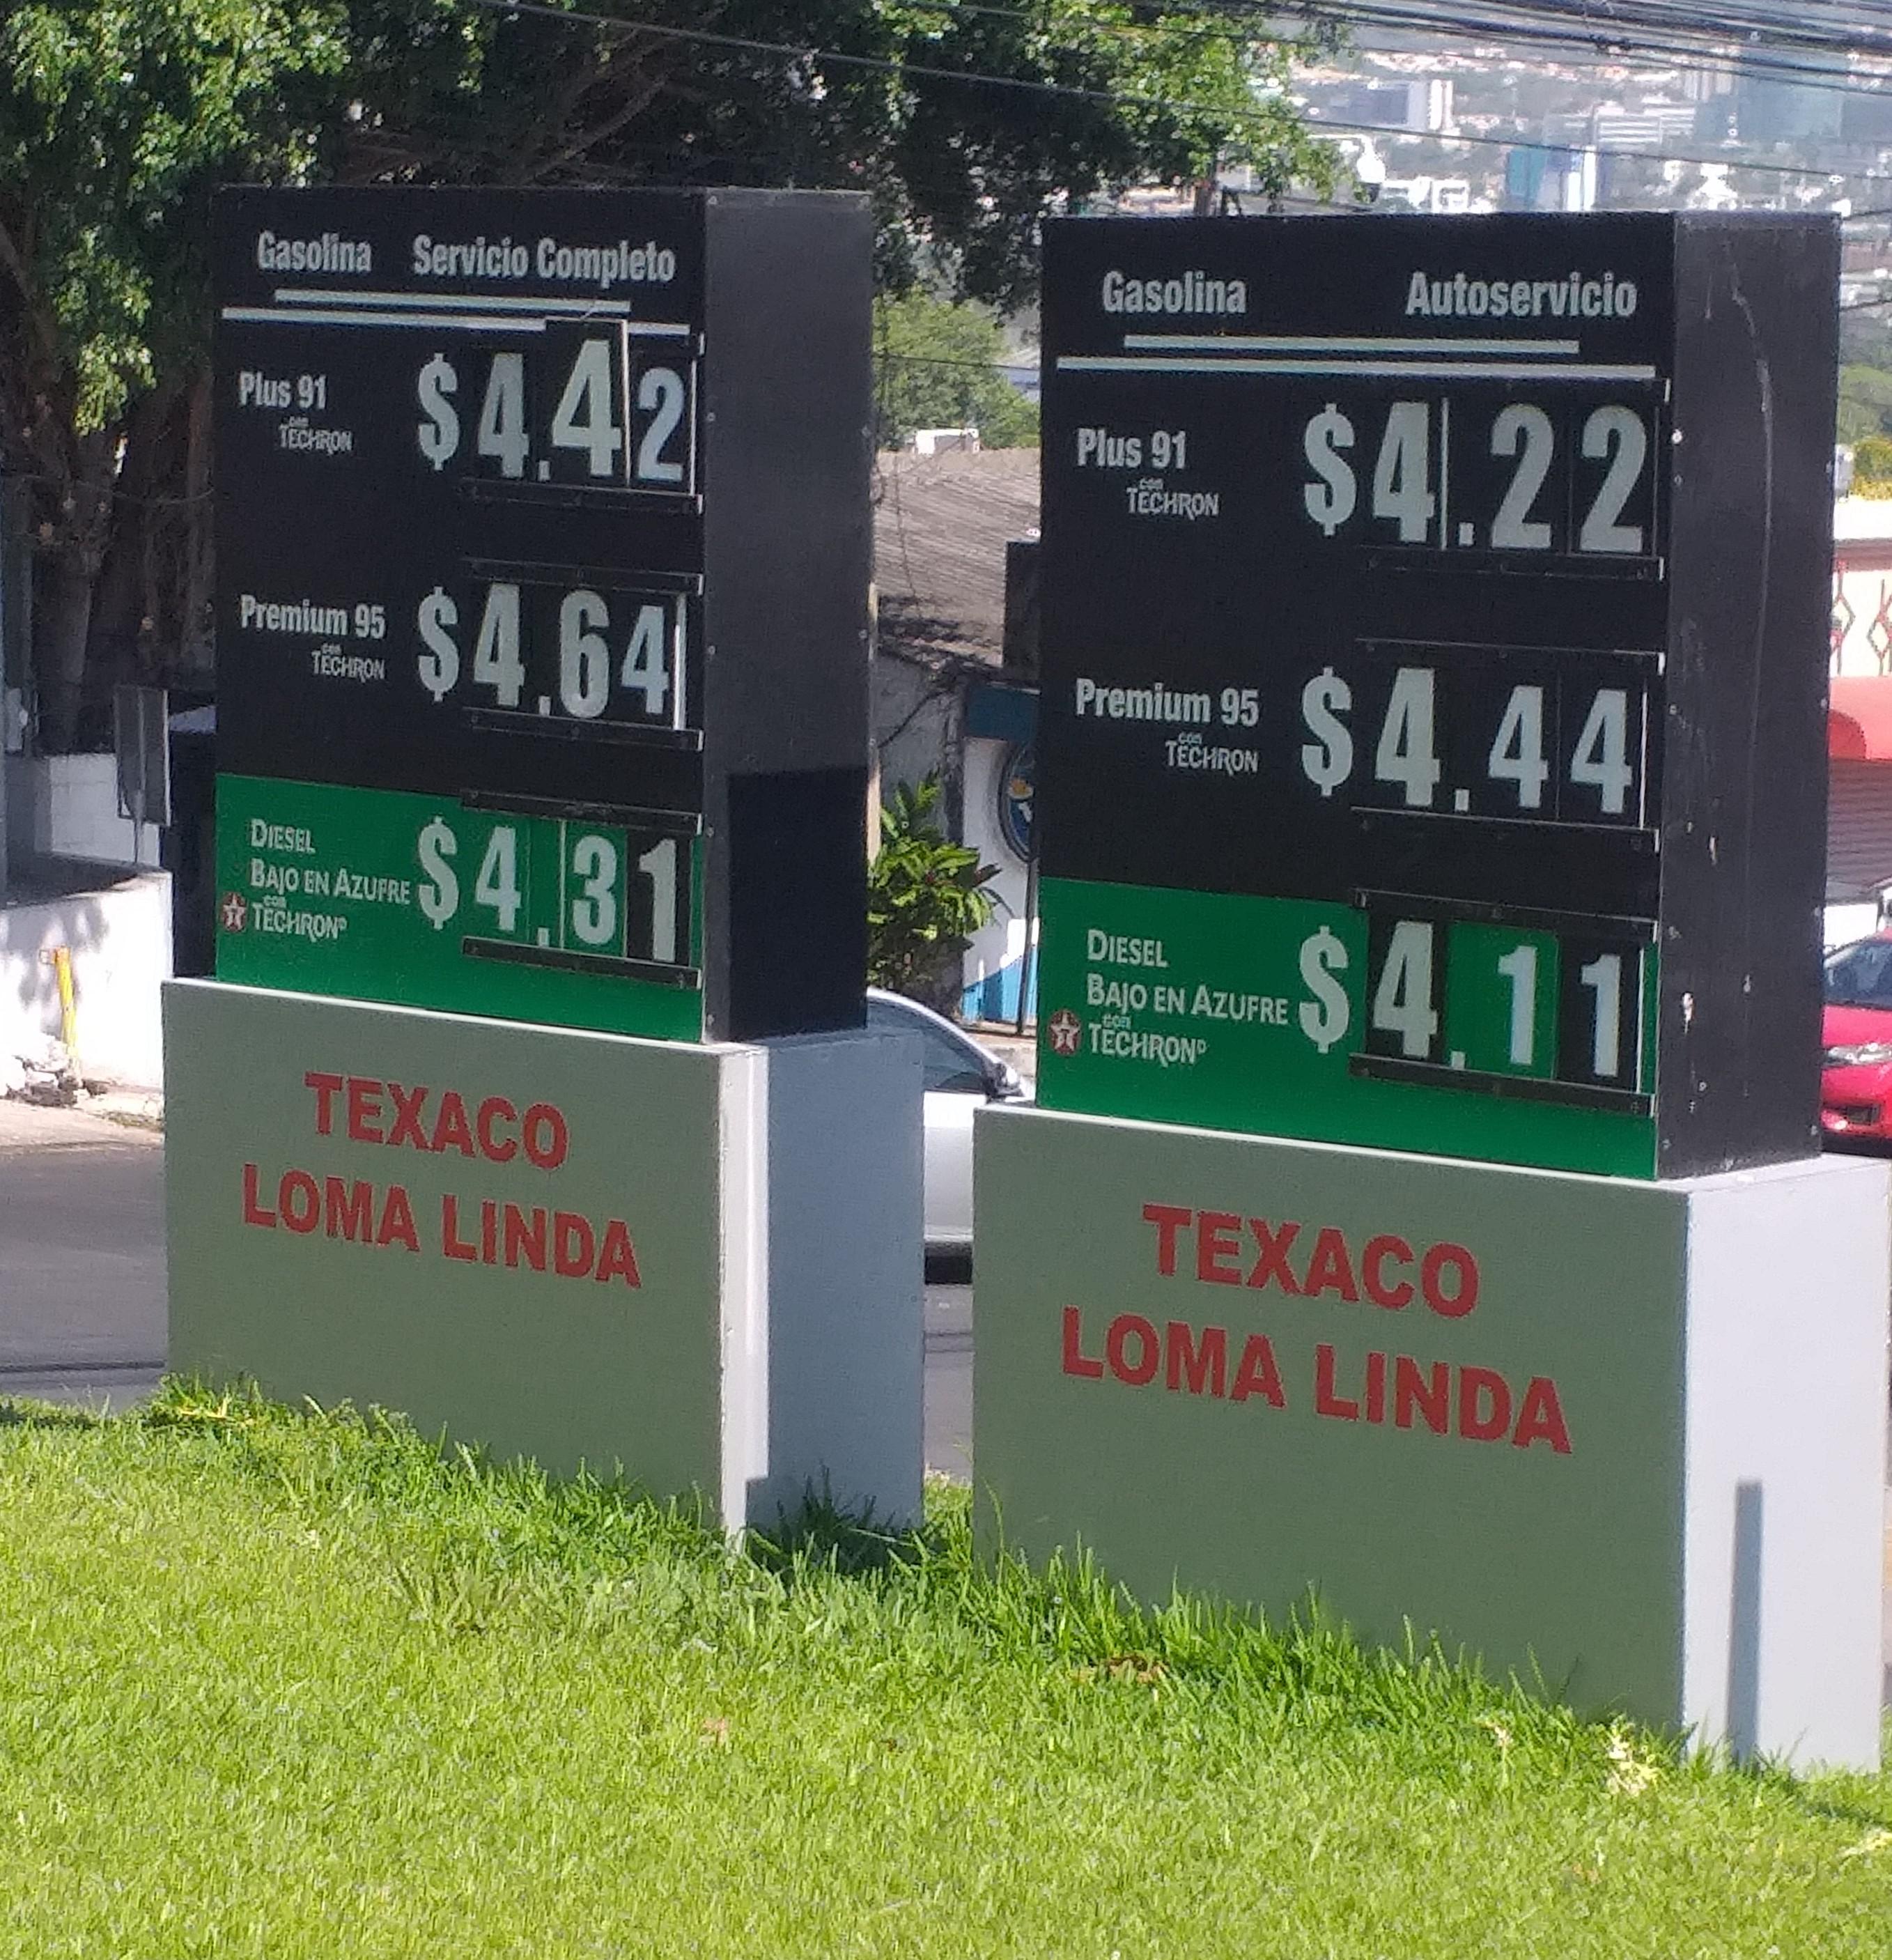 Gasolina Servicio Completo
Plus 91 $4.42
con
TECHRON
Premium 95 $4.64
con
TECHRON
DIESEL
BAJO EN AZUFRE $4.31
con
TECHRON D
TEXACO
LOMA LINDA
Gasolina Autoservicio
Plus 91 $4.22
con
TECHRON
Premium 95 $4.44
con
TECHRON
DIESEL
BAJO EN AZUFRE $4.11
con
TECHRON D
TEXACO
LOMA LINDA